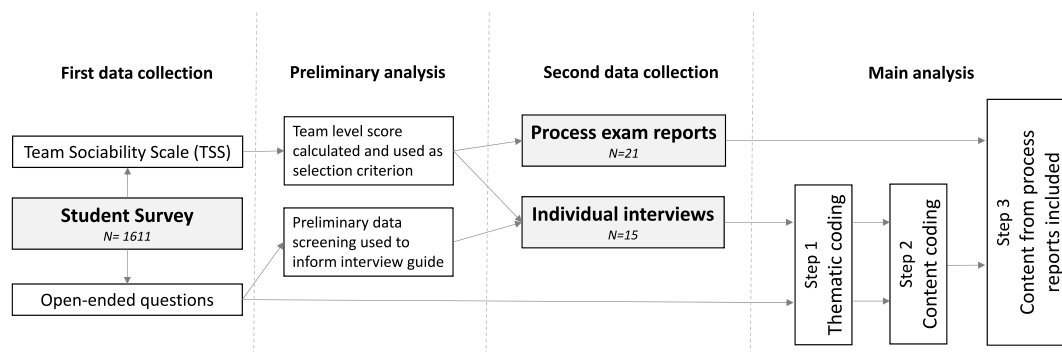 First data collection
Preliminary analysis
Second data collection
Main analysis
Team Sociability Scale (TSS)
Student Survey
N= 1611
Open-ended questions
Team level score
calculated and used as
selection criterion
Preliminary data
screening used to
inform interview guide
Process exam reports
N=21
Individual interviews
N=15
Step 1
Thematic coding
Step 2
Content coding
Step 3
Content from process
reports included